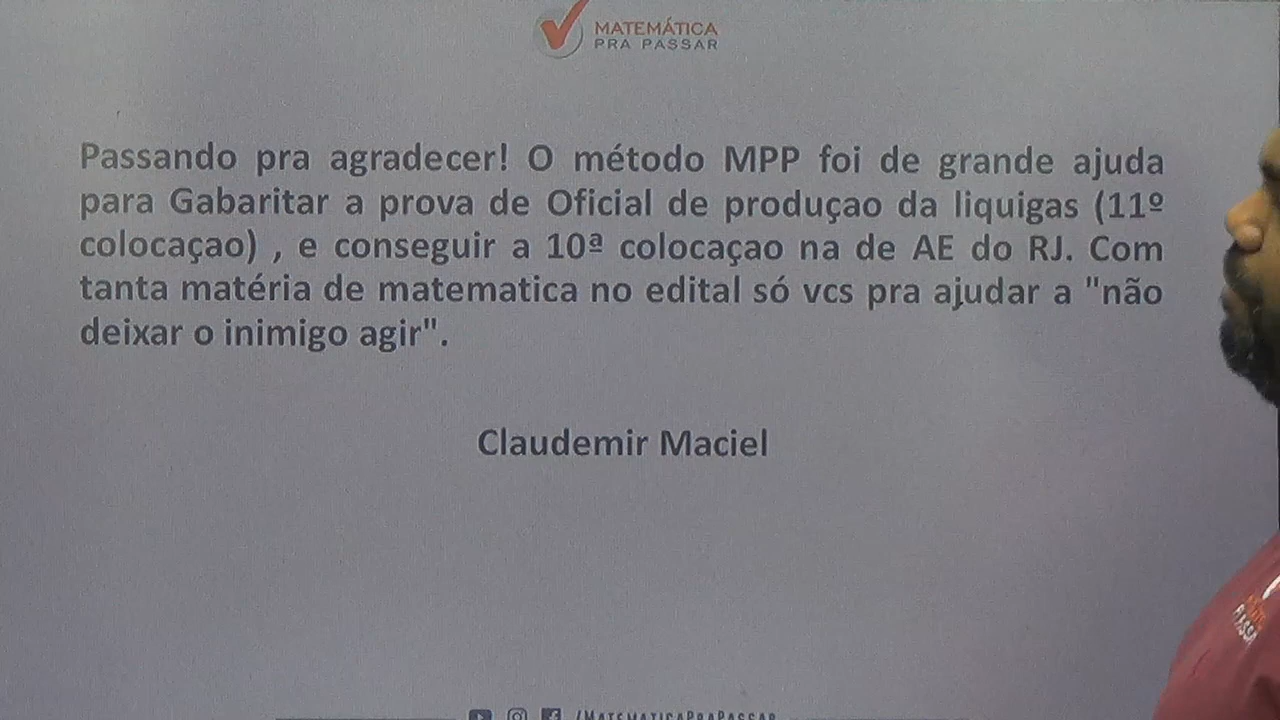 MATEMÁTICA
PRA PASSAR
Passando pra agradecer! O método MPP foi de grande ajuda
para Gabaritar a prova de Oficial de produçao da liquigas (11º
colocaçao) , e conseguir a 10ª colocaçao na de AE do RJ. Com
tanta matéria de matematica no edital só vcs pra ajudar a "não
deixar o inimigo agir".
Claudemir Maciel
/MATEMATICAPRAPASSAR